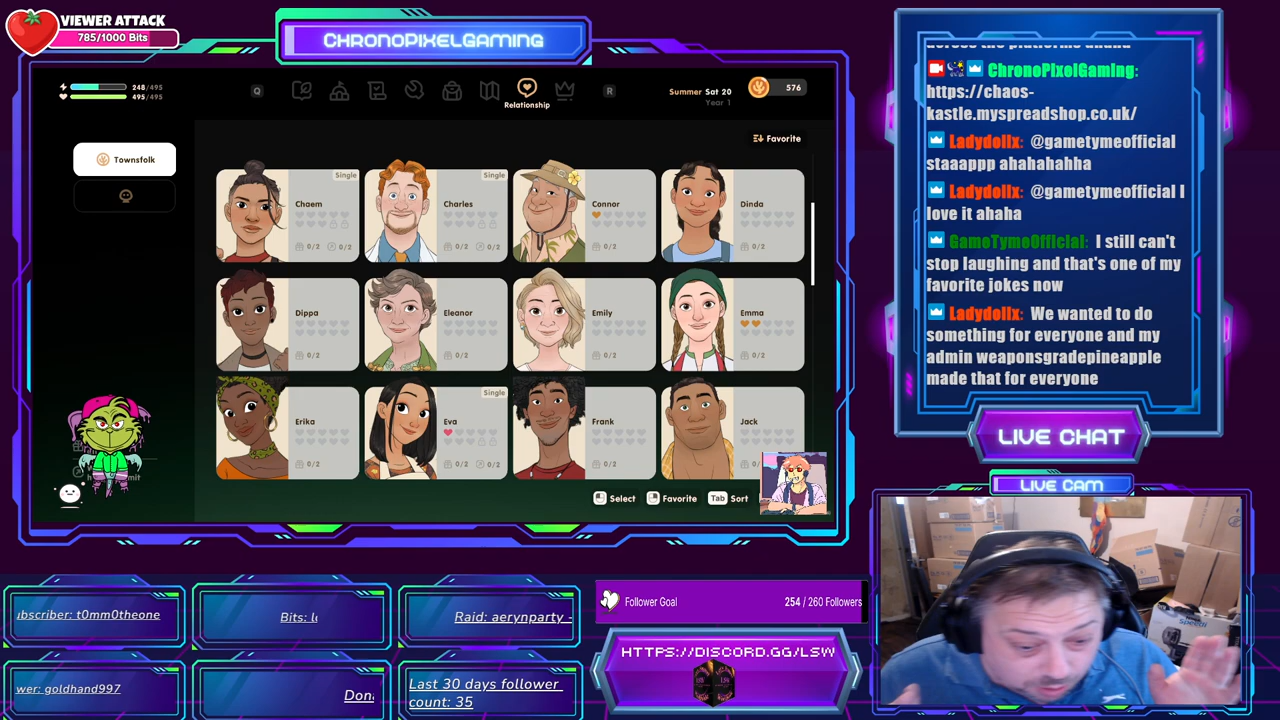 VIEWER ATTACK
785/1000 Bits
CHRONOPIXELGAMING
248/495
495/495
Q
Relationship
R
Summer Sat 20
Year 1
576
Townsfolk
Favorite
Chaem
Single
0/2
0/2
Charles
Single
0/2
0/2
Connor
0/2
Dinda
Dippa
0/2
Eleanor
0/2
Emily
0/2
Emma
0/2
Erika
0/2
Eva
Single
0/2
0/2
Frank
0/2
Jack
Select
Favorite
Tab Sort
ChronoPixelGaming:
https://chaos-
kastle.myspreadshop.co.uk/
Ladydollx: @gametymeofficial
staaappp ahahahahha
Ladydollx: @gametymeofficial I
love it ahaha
GameTymeOfficial: I still can't
stop laughing and that's one of my
favorite jokes now
Ladydollx: We wanted to do
something for everyone and my
admin weaponsgradepineapple
made that for everyone
LIVE CHAT
LIVE CAM
bscriber: t0mm0theone
Bits: l
Raid: aerynparty -
Follower Goal
254 / 260 Followers
wer: goldhand997
Don
Last 30 days follower
count: 35
HTTPS://DISCORD.GG/LSW